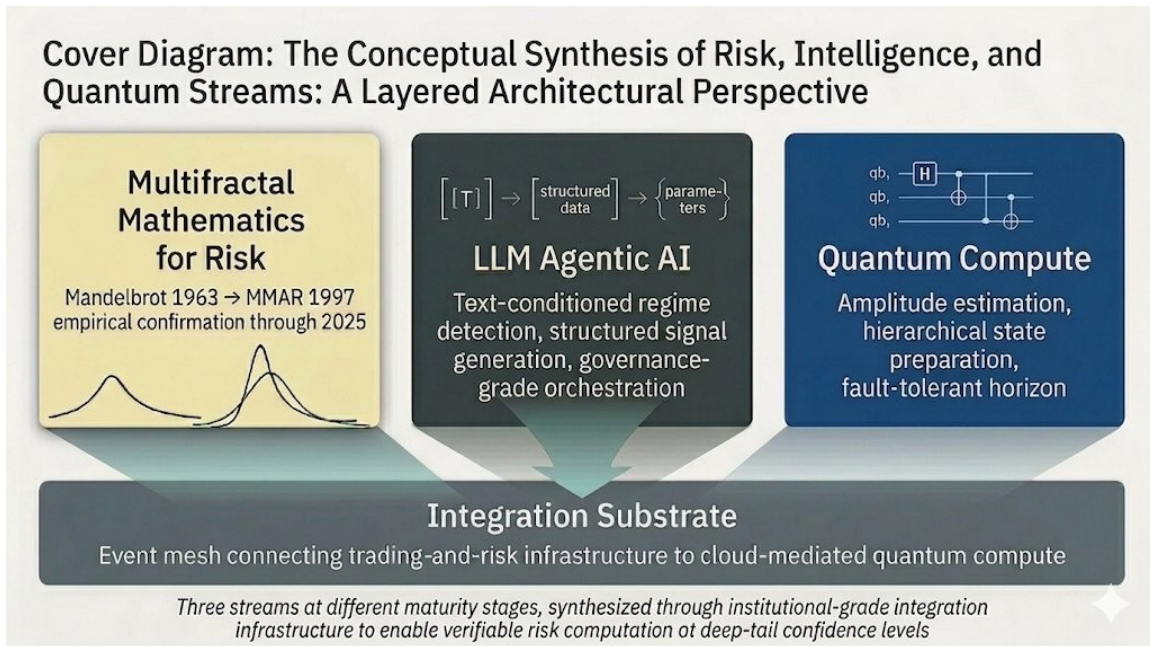 Cover Diagram: The Conceptual Synthesis of Risk, Intelligence, and
Quantum Streams: A Layered Architectural Perspective
Multifractal
Mathematics
for Risk
Mandelbrot 1963 → MMAR 1997
empirical confirmation through 2025
[[T]] → [structured data] → {parame-ters}
LLM Agentic AI
Text-conditioned regime
detection, structured signal
generation, governance-
grade orchestration
qb, H
qb,
qb,
Quantum Compute
Amplitude estimation,
hierarchical state
preparation,
fault-tolerant horizon
Integration Substrate
Event mesh connecting trading-and-risk infrastructure to cloud-mediated quantum compute
Three streams at different maturity stages, synthesized through institutional-grade integration
infrastructure to enable verifiable risk computation ot deep-tail confidence levels